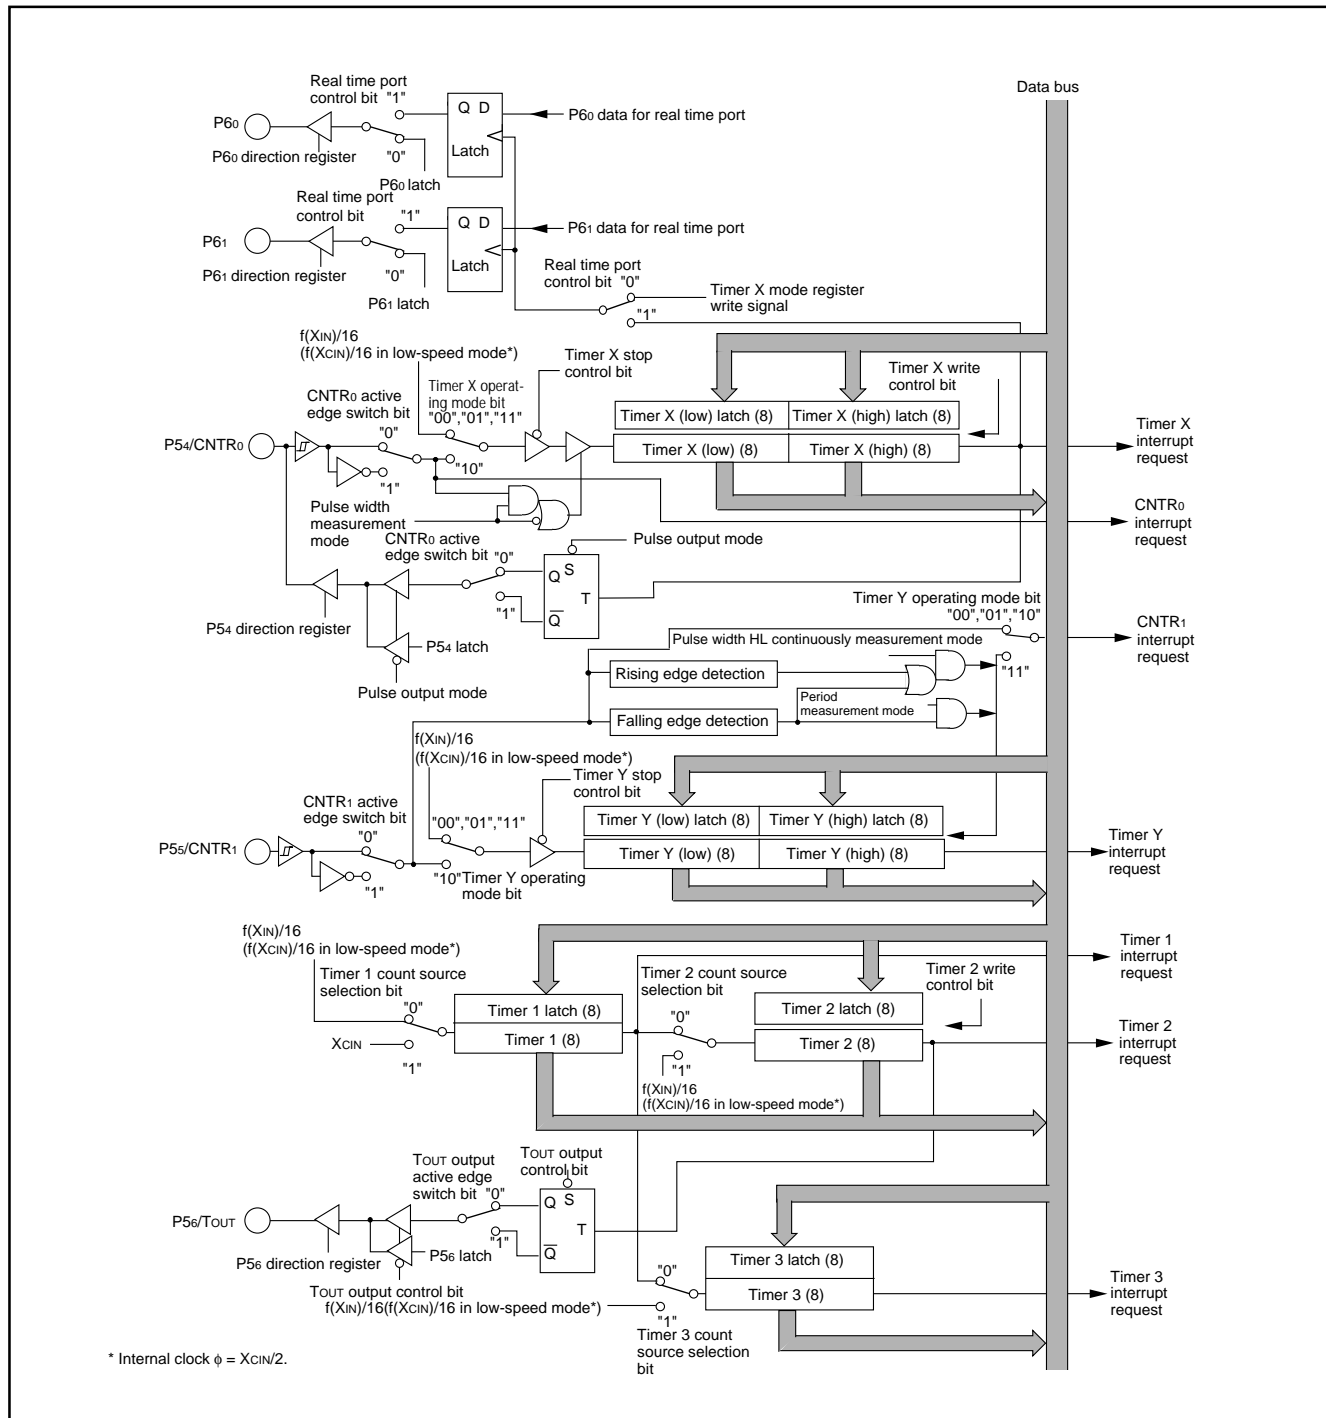 Data bus
Real time port
control bit "1"
Q D
Latch
P60 data for real time port
P60
P60 direction register
"0"
P60 latch
Real time port
control bit
"1"
Q D
Latch
P61 data for real time port
P61
P61 direction register
"0"
P61 latch
Real time port
control bit "0"
"1"
Timer X mode register
write signal
f(XIN)/16
(f(XCIN)/16 in low-speed mode*)
Timer X stop
control bit
Timer X write
control bit
CNTR0 active
edge switch bit
Timer X operat-
ing mode bit
"00","01","11"
"0"
"10"
"1"
P54/CNTR0
Timer X (low) latch (8)
Timer X (high) latch (8)
Timer X (low) (8)
Timer X (high) (8)
Timer X
interrupt
request
CNTR0
interrupt
request
Pulse width
measurement
mode
CNTR0 active
edge switch bit
"0"
"1"
Pulse output mode
Q S
T
Q
P54 direction register
P54 latch
Pulse output mode
Timer Y operating mode bit
"00","01","10"
CNTR1
interrupt
request
Pulse width HL continuously measurement mode
"11"
Rising edge detection
Period
measurement mode
Falling edge detection
f(XIN)/16
(f(XCIN)/16 in low-speed mode*)
Timer Y stop
control bit
CNTR1 active
edge switch bit
"00","01","11"
"0"
P55/CNTR1
"1"
"10" Timer Y operating
mode bit
Timer Y (low) latch (8)
Timer Y (high) latch (8)
Timer Y (low) (8)
Timer Y (high) (8)
Timer Y
interrupt
request
f(XIN)/16
(f(XCIN)/16 in low-speed mode*)
Timer 1 count source
selection bit
"0"
XCIN
"1"
Timer 1 latch (8)
Timer 1 (8)
Timer 1
interrupt
request
Timer 2 count source
selection bit
"0"
"1"
f(XIN)/16
(f(XCIN)/16 in low-speed mode*)
Timer 2 write
control bit
Timer 2 latch (8)
Timer 2 (8)
Timer 2
interrupt
request
TOUT output
active edge
switch bit
"0"
"1"
TOUT output
control bit
Q S
T
Q
P56/TOUT
P56 direction register
P56 latch
TOUT output control bit
f(XIN)/16(f(XCIN)/16 in low-speed mode*)
"0"
"1"
Timer 3 latch (8)
Timer 3 (8)
Timer 3
interrupt
request
Timer 3 count
source selection
bit
* Internal clock ϕ = XCIN/2.